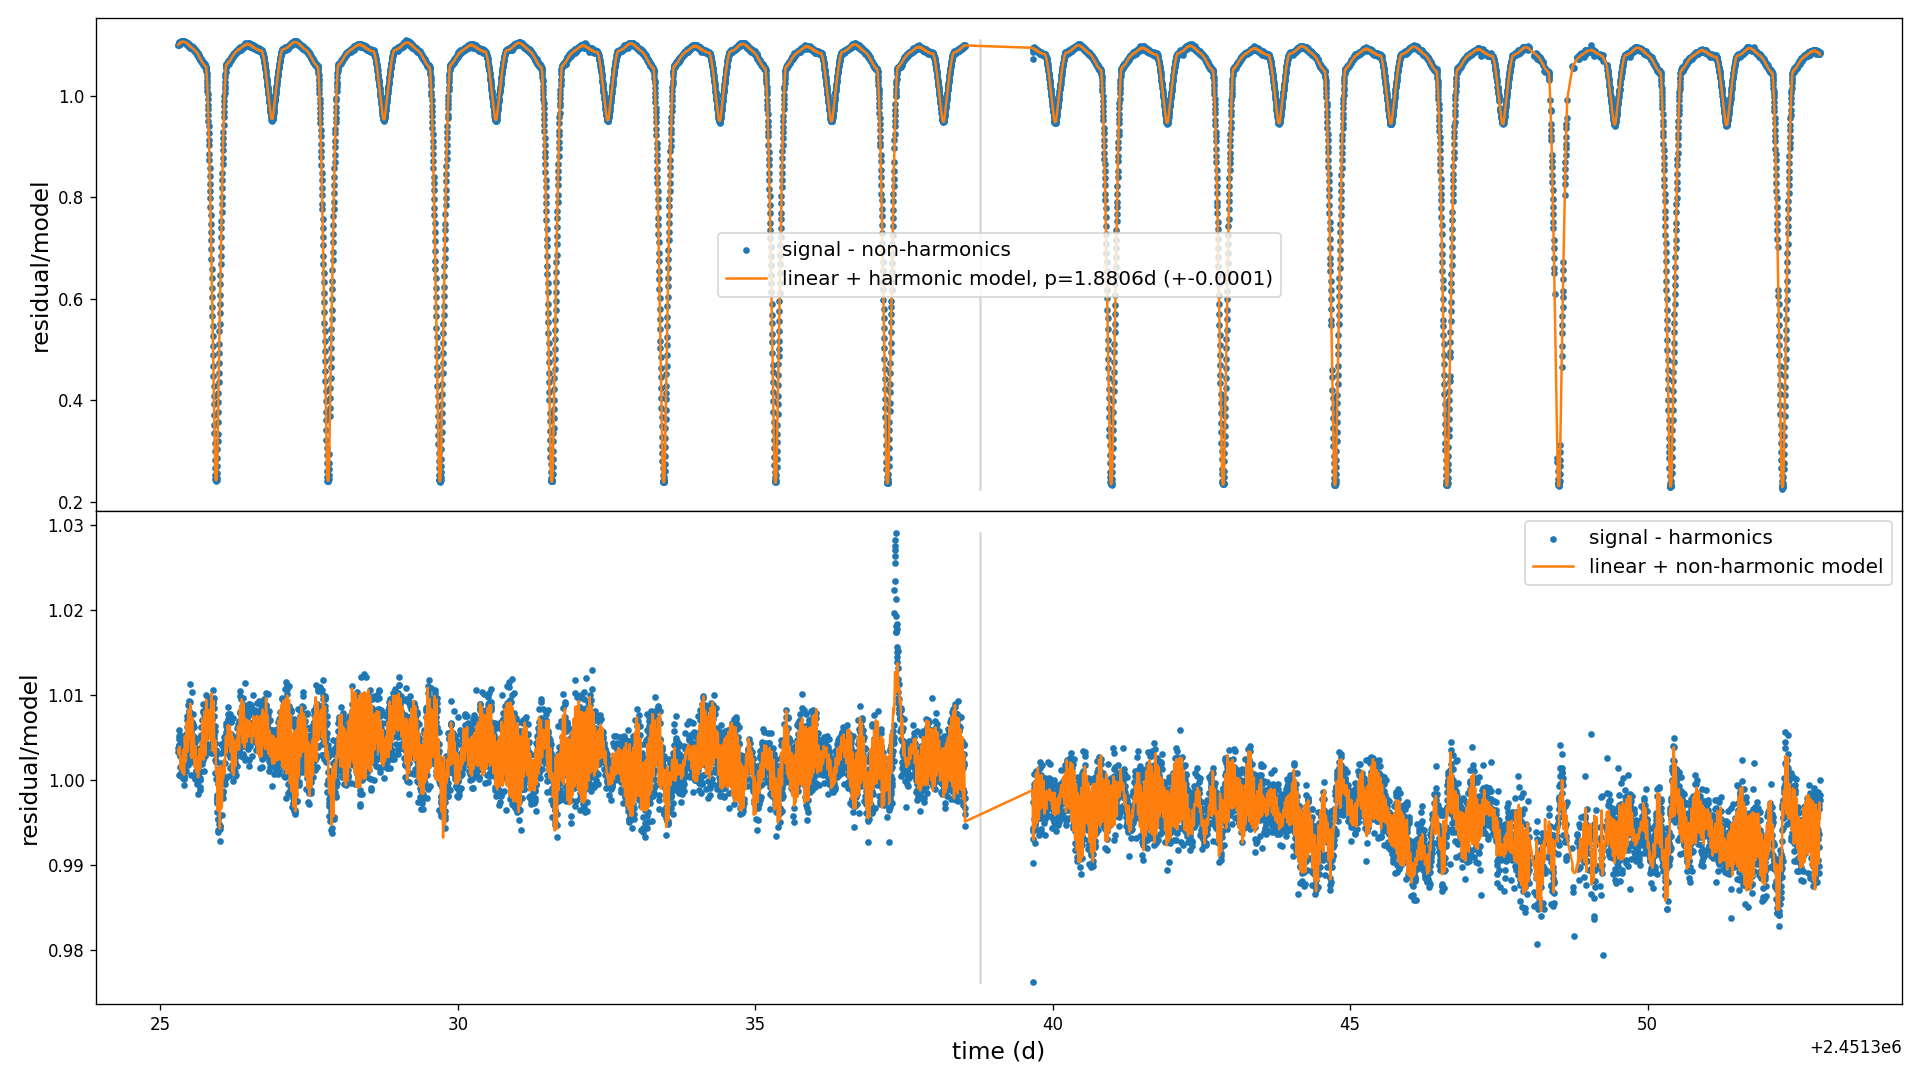 1.0
0.8
0.6
0.4
0.2
residual/model
signal - non-harmonics
linear + harmonic model, p=1.8806d (+-0.0001)
1.03
1.02
1.01
1.00
0.99
0.98
residual/model
signal - harmonics
linear + non-harmonic model
25 30 35 40 45 50
time (d)
+2.4513e6